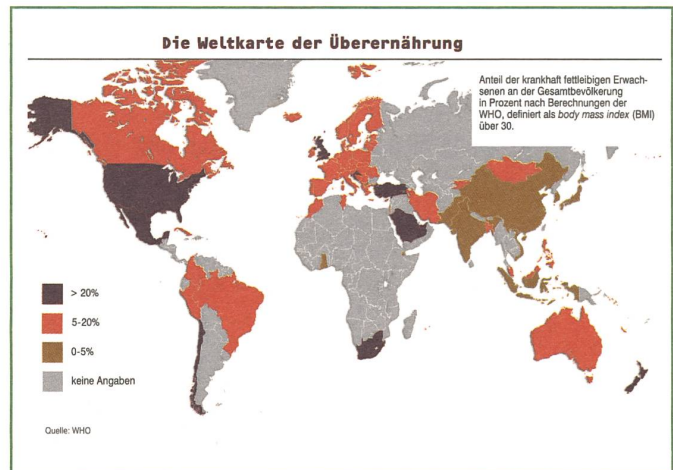 Die Weltkarte der Überernährung
Anteil der krankhaft fettleibigen Erwach-
senen an der Gesamtbevölkerung
in Prozent nach Berechnungen der
WHO, definiert als body mass index (BMI)
über 30.
> 20%
5-20%
0-5%
keine Angaben
Quelle: WHO